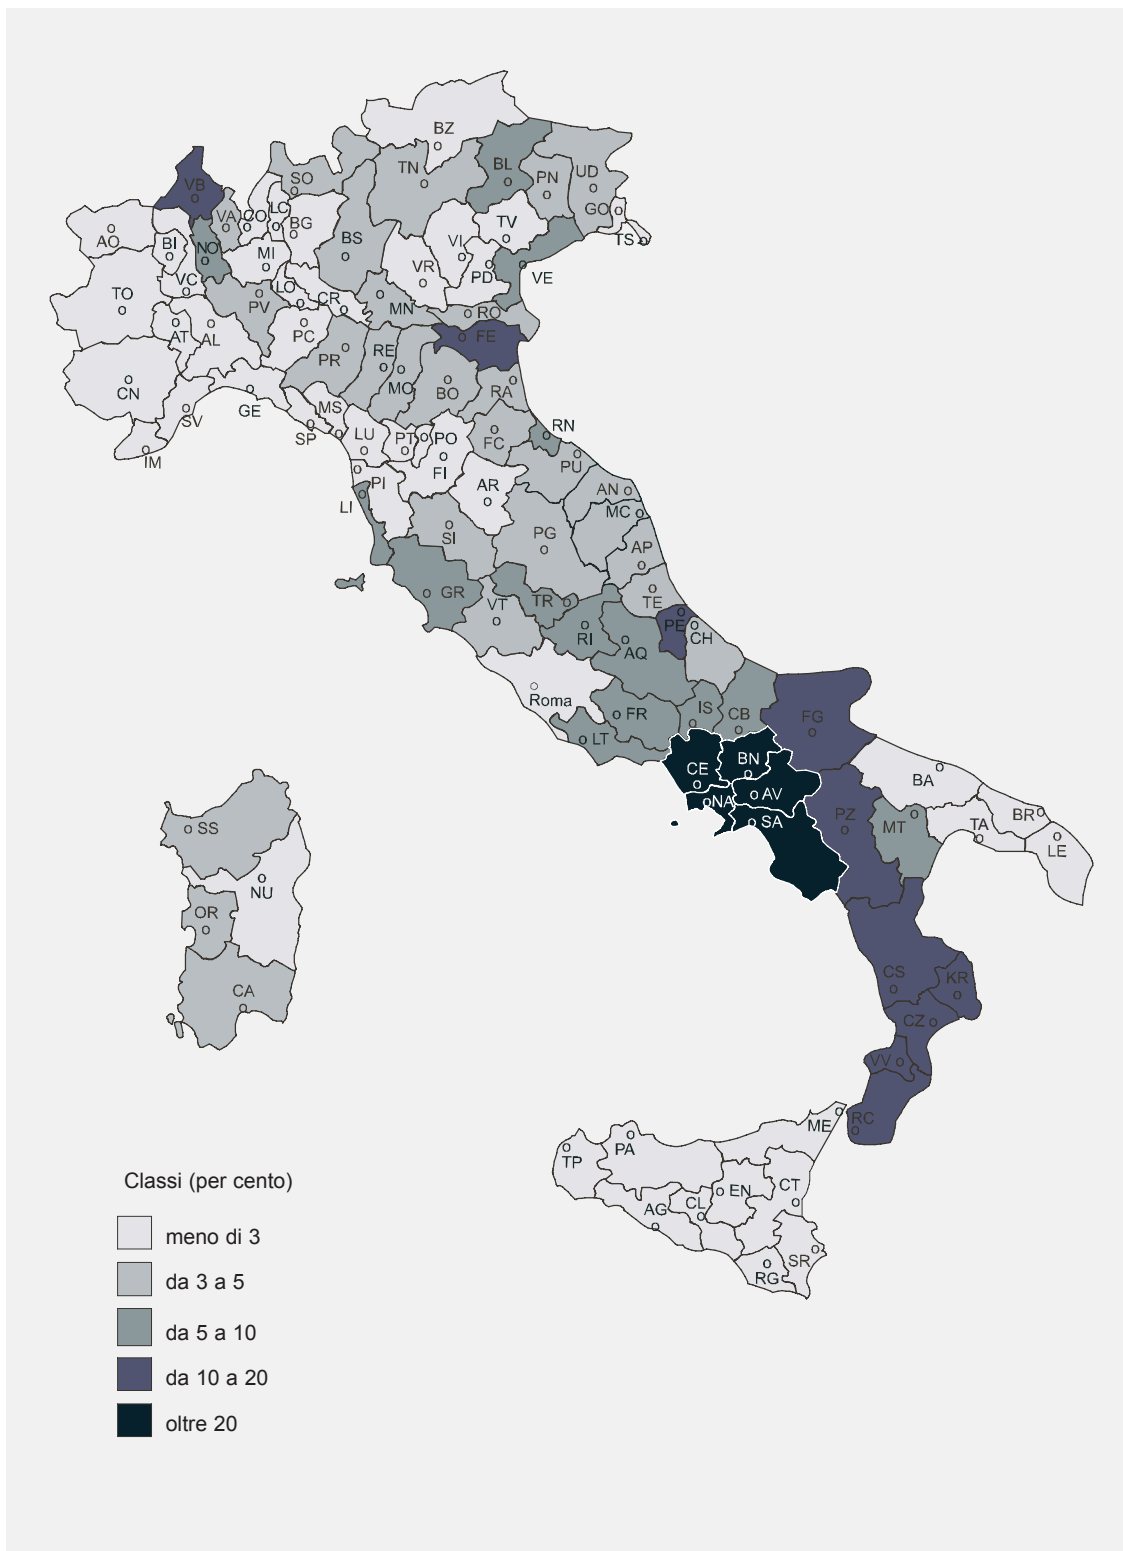 BZ
TN
BL
PN
UD
VB
SO
GO
VA
CO
LC
BG
TV
AO
BI
NO
BS
VI
TS
MI
VR
PD
VE
TO
VC
LO
PV
CR
MN
RO
AT
AL
PC
FE
PR
RE
MO
BO
RA
CN
GE
SV
MS
SP
LU
PT
PO
FC
RN
IM
FI
PU
PI
AR
AN
LI
MC
SI
PG
AP
GR
VT
TR
TE
PE
RI
AQ
CH
Roma
FR
IS
CB
FG
LT
CE
BN
BA
NA
AV
SA
PZ
MT
TA
BR
LE
SS
NU
OR
CA
CS
KR
CZ
VV
RC
ME
TP
PA
EN
CT
AG
CL
SR
RG
Classi (per cento)
meno di 3
da 3 a 5
da 5 a 10
da 10 a 20
oltre 20